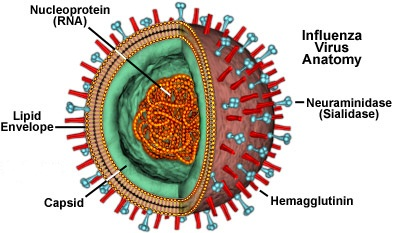 Nucleoprotein
(RNA)
Influenza
Virus
Anatomy
Neuraminidase
(Sialidase)
Lipid
Envelope
Capsid
Hemagglutinin